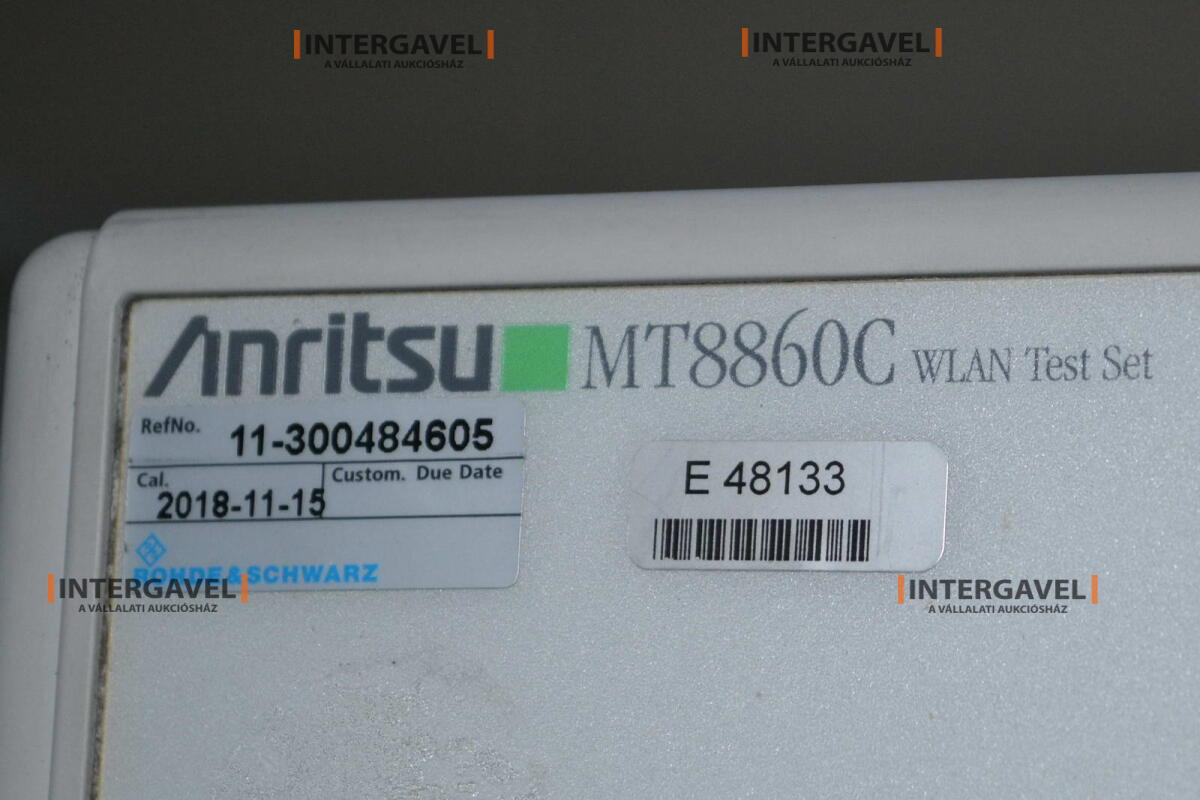 INTERGAVEL
A VÁLLALATI AUKCIÓSHÁZ
INTERGAVEL
A VÁLLALATI AUKCIÓSHÁZ
Anritsu MT8860C WLAN Test Set
RefNo. 11-300484605
Cal. Custom. Due Date
2018-11-15
ROHDE & SCHWARZ
E 48133
INTERGAVEL
A VÁLLALATI AUKCIÓSHÁZ
INTERGAVEL
A VÁLLALATI AUKCIÓSHÁZ